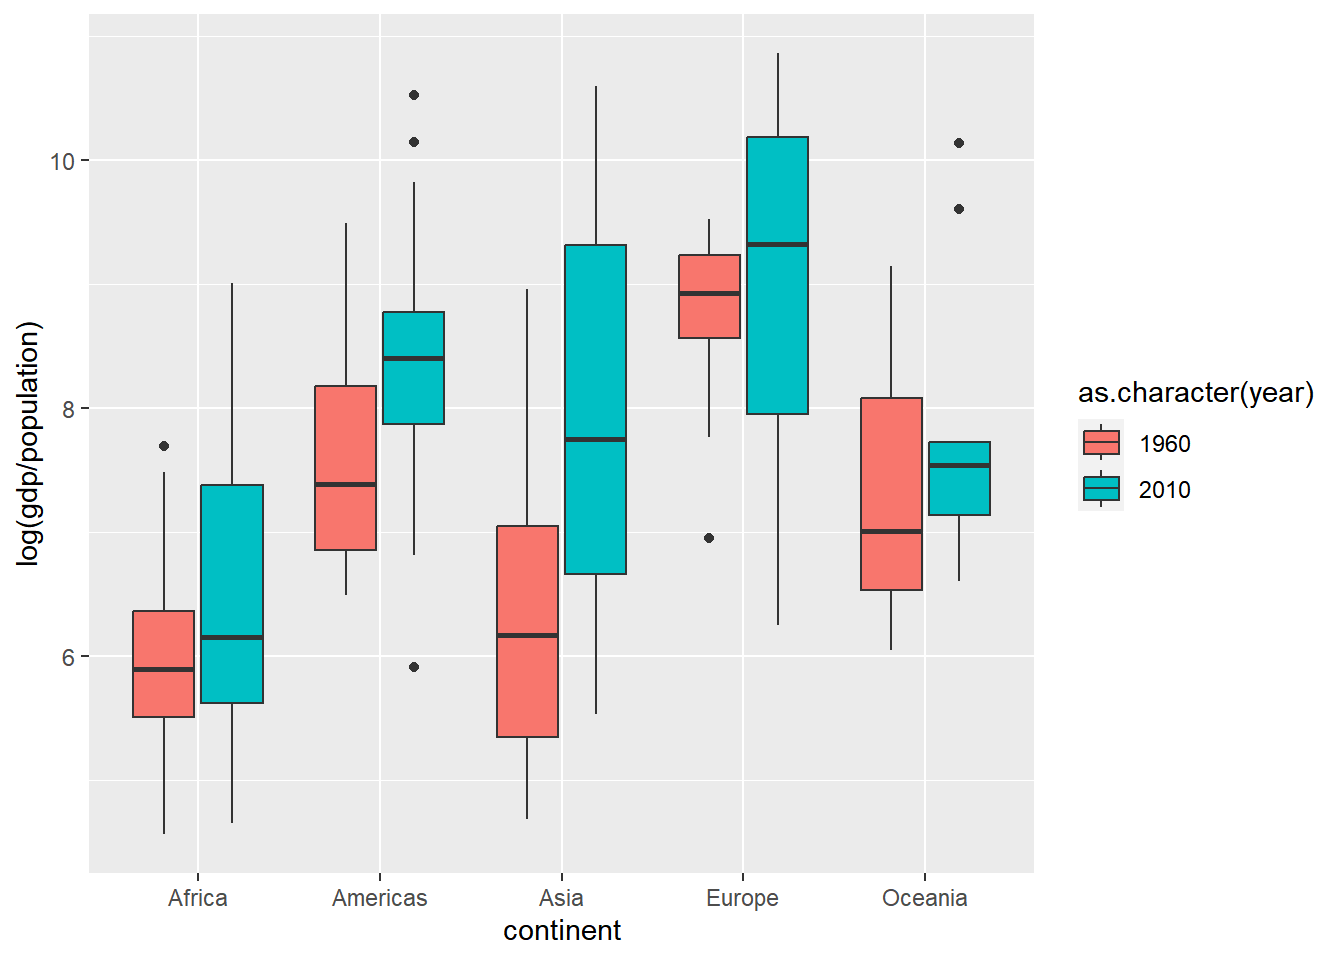 log(gdp/population)
10
8
6
Africa
Americas
Asia
Europe
Oceania
continent
as.character(year)
1960
2010